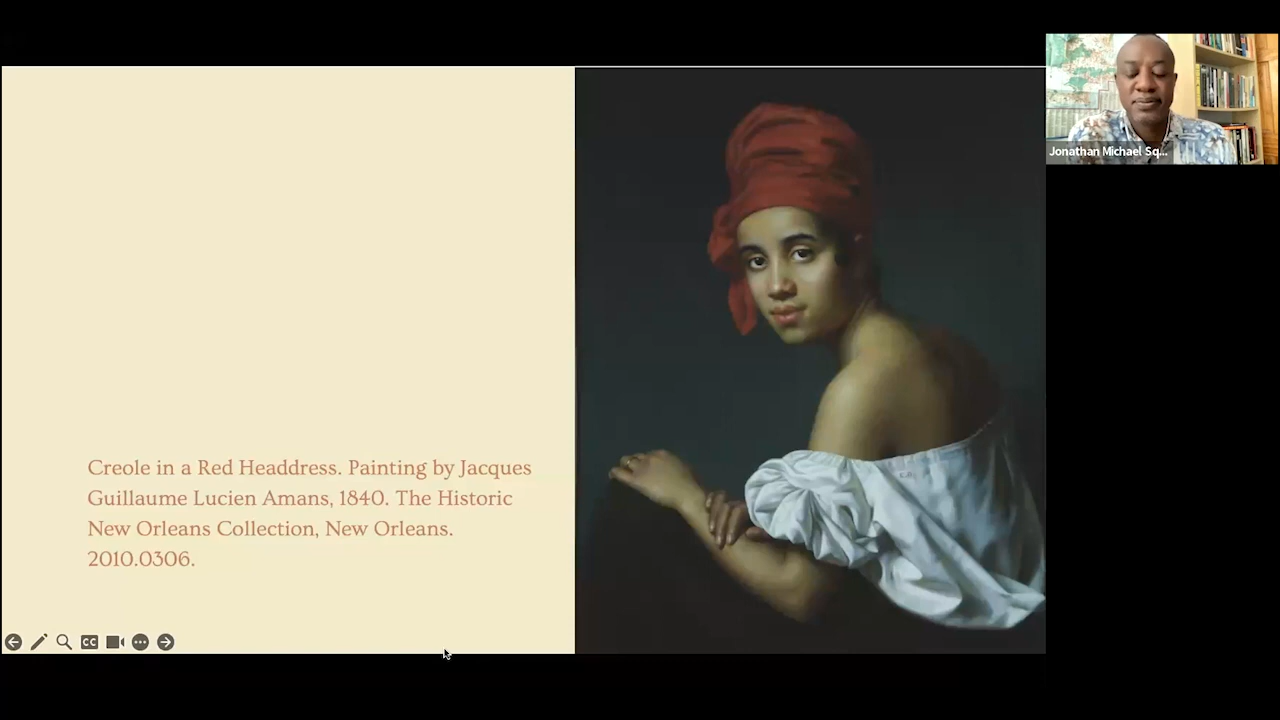 Jonathan Michael Sq...
Creole in a Red Headdress. Painting by Jacques
Guillaume Lucien Amans, 1840. The Historic
New Orleans Collection, New Orleans.
2010.0306.
CC